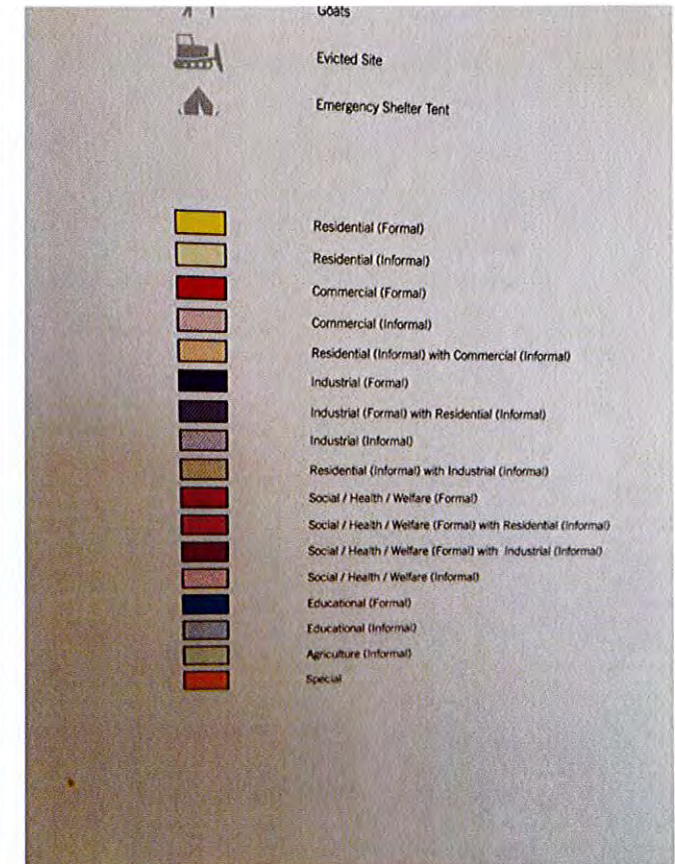 Goats
Evicted Site
Emergency Shelter Tent
Residential (Formal)
Residential (Informal)
Commercial (Formal)
Commercial (Informal)
Residential (Informal) with Commercial (Informal)
Industrial (Formal)
Industrial (Formal) with Residential (Informal)
Industrial (Informal)
Residential (Informal) with Industrial (Informal)
Social / Health / Welfare (Formal)
Social / Health / Welfare (Formal) with Residential (Informal)
Social / Health / Welfare (Formal) with Industrial (Informal)
Social / Health / Welfare (Informal)
Educational (Formal)
Educational (Informal)
Agriculture (Informal)
Special